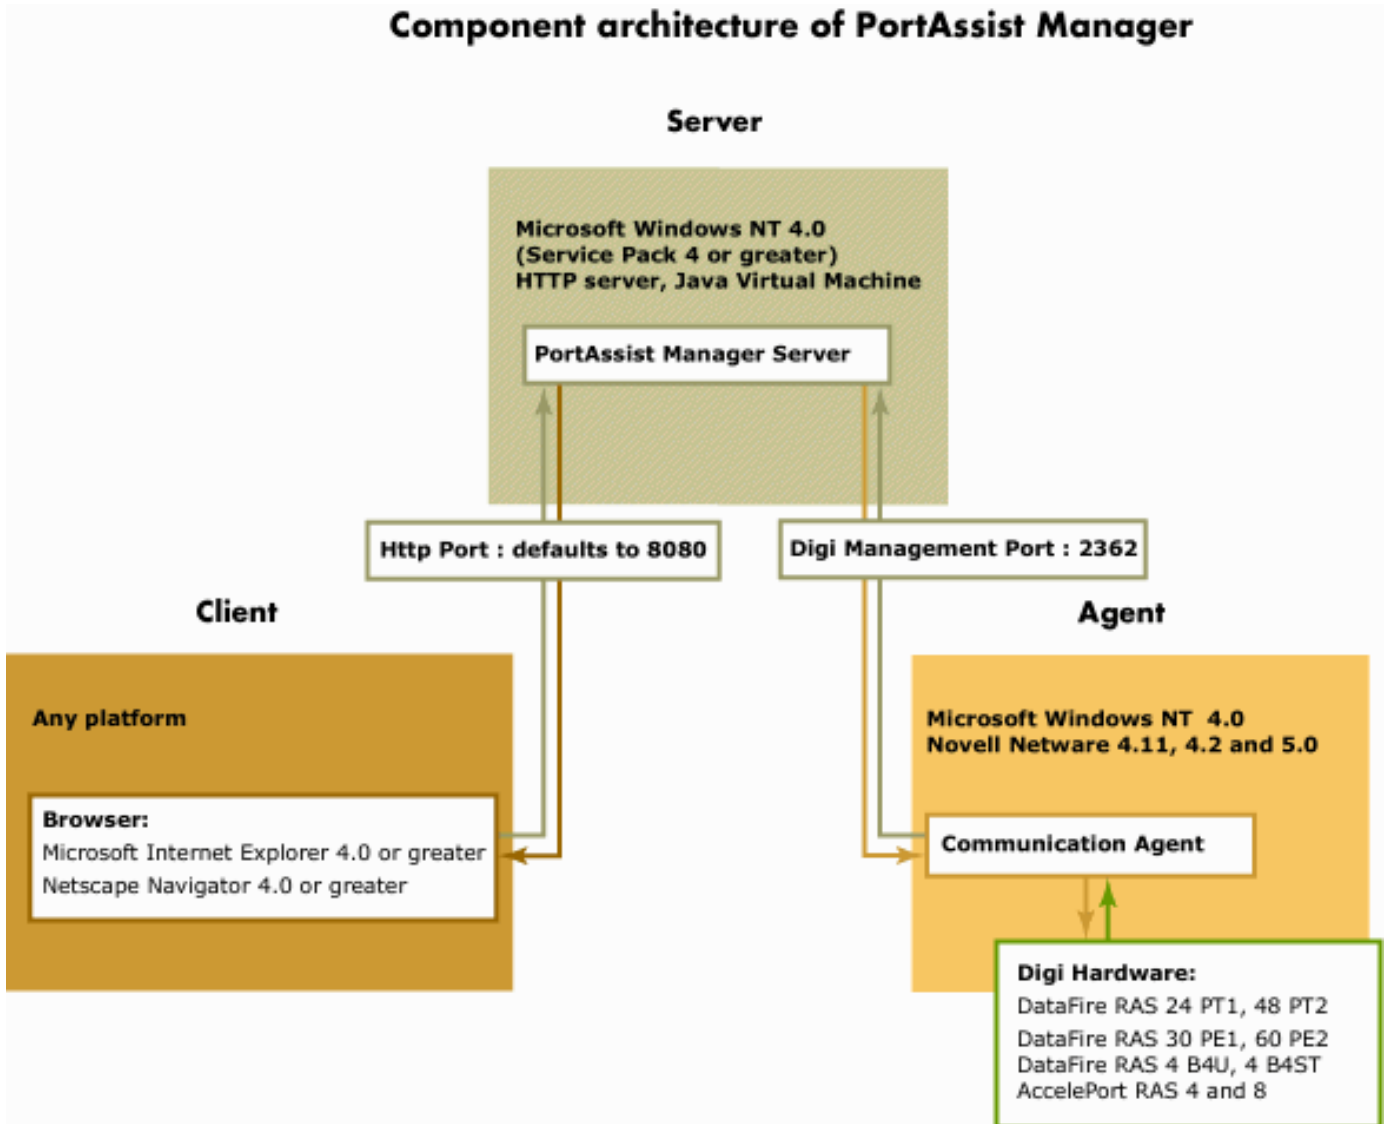 Component architecture of PortAssist Manager
Server
Microsoft Windows NT 4.0
(Service Pack 4 or greater)
HTTP server, Java Virtual Machine
PortAssist Manager Server
Http Port : defaults to 8080
Digi Management Port : 2362
Client
Any platform
Browser:
Microsoft Internet Explorer 4.0 or greater
Netscape Navigator 4.0 or greater
Agent
Microsoft Windows NT  4.0
Novell Netware 4.11, 4.2 and 5.0
Communication Agent
Digi Hardware:
DataFire RAS 24 PT1, 48 PT2
DataFire RAS 30 PE1, 60 PE2
DataFire RAS 4 B4U, 4 B4ST
AccelePort RAS 4 and 8